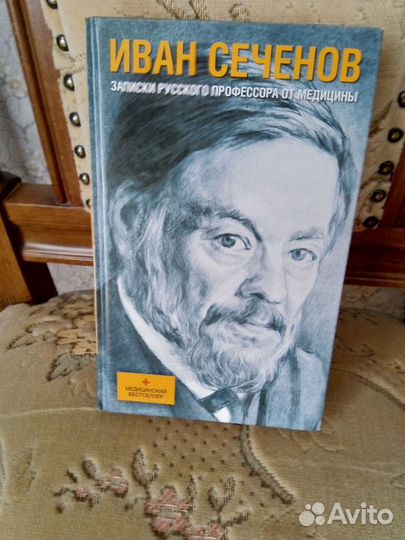 ИВАН СЕЧЕНОВ
ЗАПИСКИ РУССКОГО ПРОФЕССОРА ОТ МЕДИЦИНЫ
+
МЕДИЦИНСКИЙ
БЕСТСЕЛЛЕР
Avito